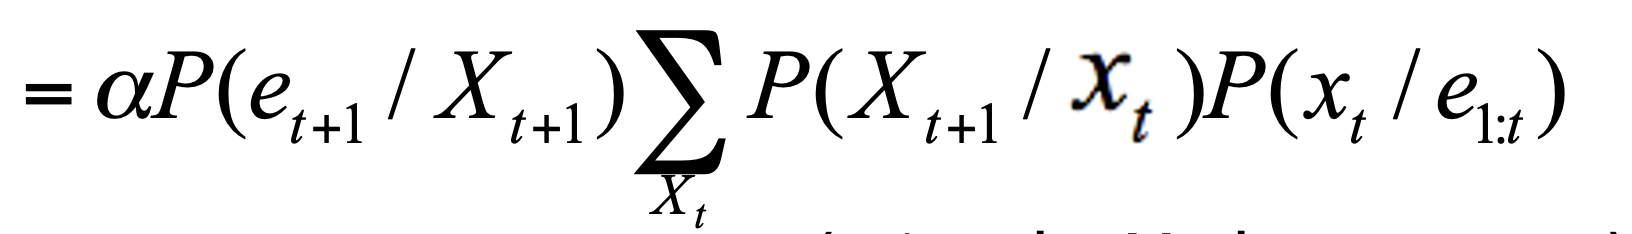 = αP(e_{t+1} / X_{t+1}) ∑_{X_t} P(X_{t+1} / x_t) P(x_t / e_{1:t})